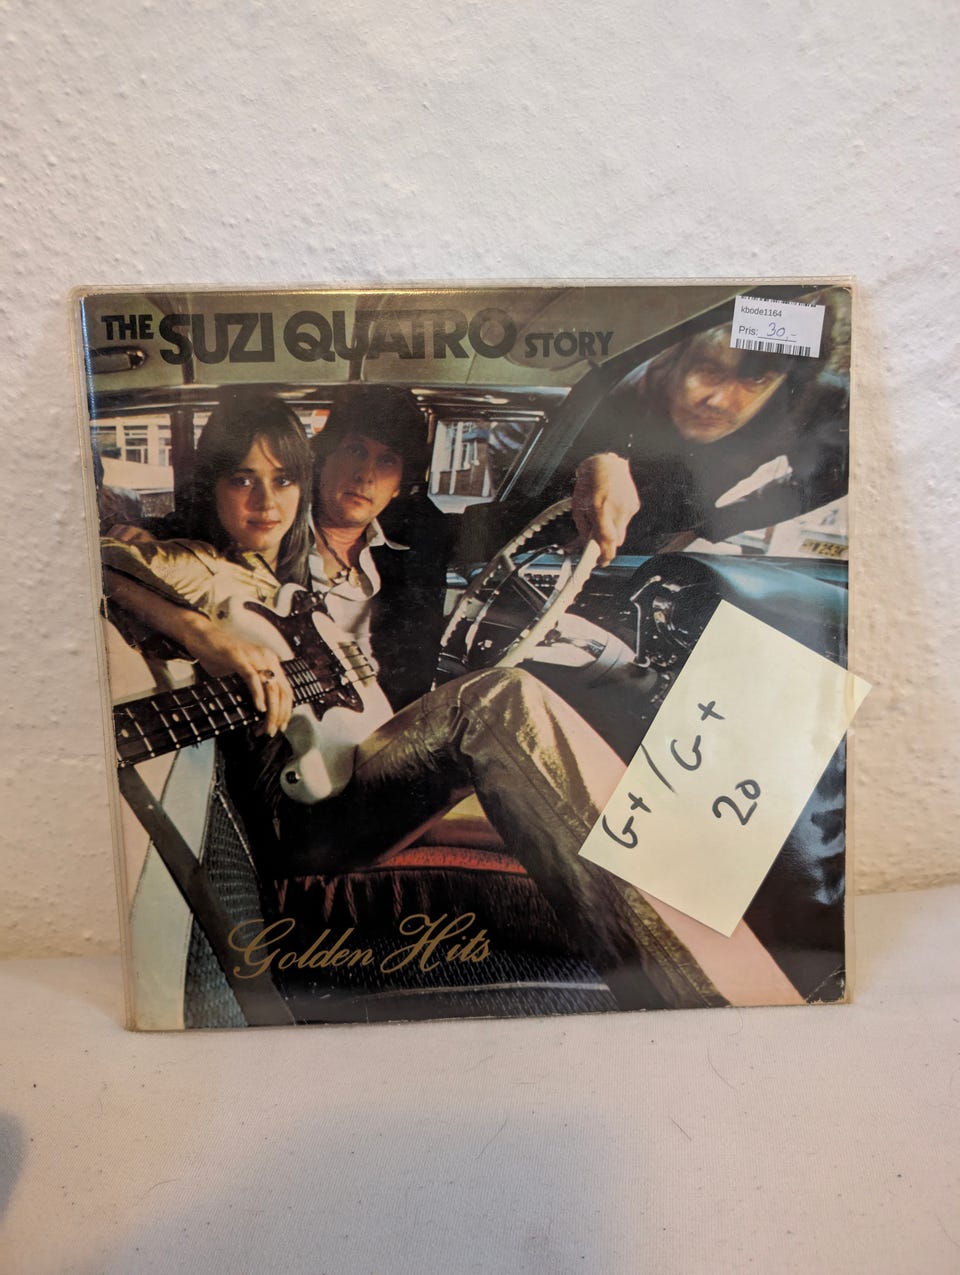 THE SUZI QUATRO STORY
kbode1164
Pris: 30,-
G+/G+
20
Golden Hits